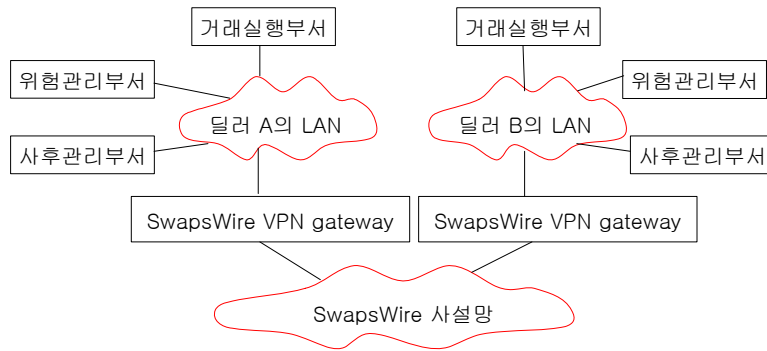 거래실행부서
거래실행부서
위험관리부서
위험관리부서
딜러 A의 LAN
딜러 B의 LAN
사후관리부서
사후관리부서
SwapsWire VPN gateway
SwapsWire VPN gateway
SwapsWire 사설망